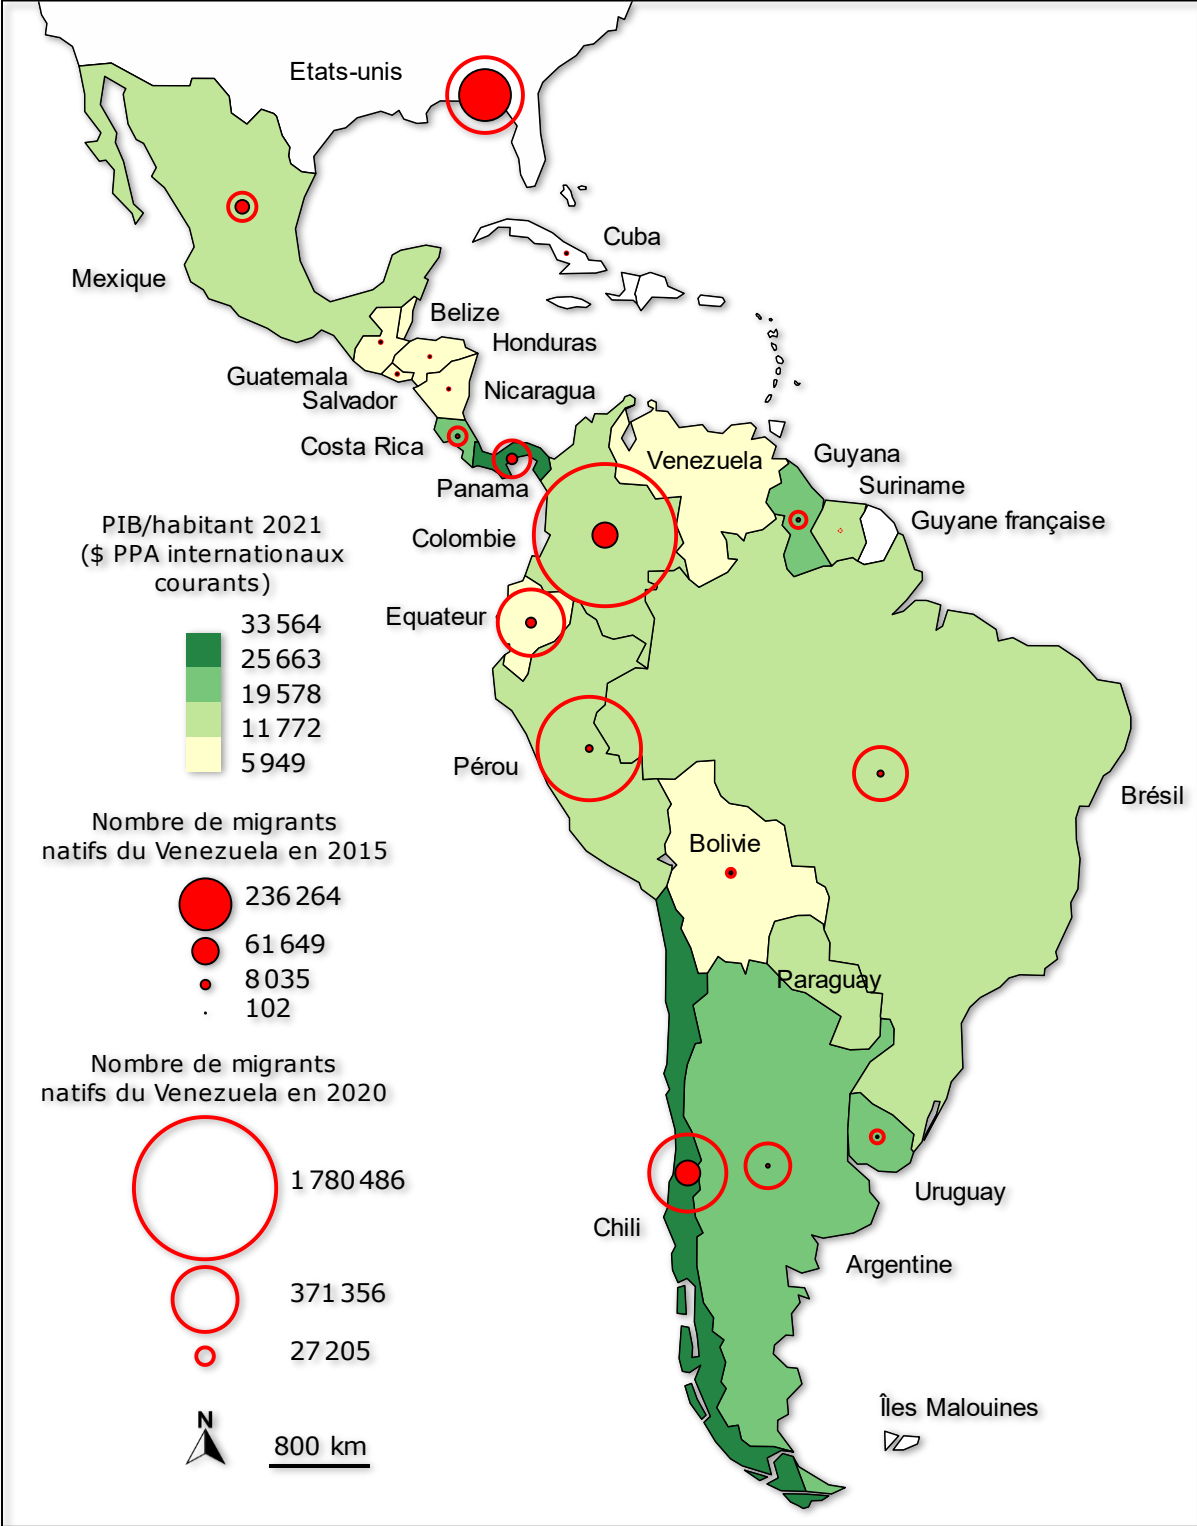 Etats-unis
Cuba
Mexique
Belize
Honduras
Guatemala
Salvador
Nicaragua
Costa Rica
Panama
Venezuela
Guyana
Suriname
Guyane française
Colombie
Equateur
Pérou
Brésil
Bolivie
Paraguay
Uruguay
Chili
Argentine
Îles Malouines
PIB/habitant 2021
($ PPA internationaux
courants)
33 564
25 663
19 578
11 772
5 949
Nombre de migrants
natifs du Venezuela en 2015
236 264
61 649
8 035
102
Nombre de migrants
natifs du Venezuela en 2020
1 780 486
371 356
27 205
N
800 km